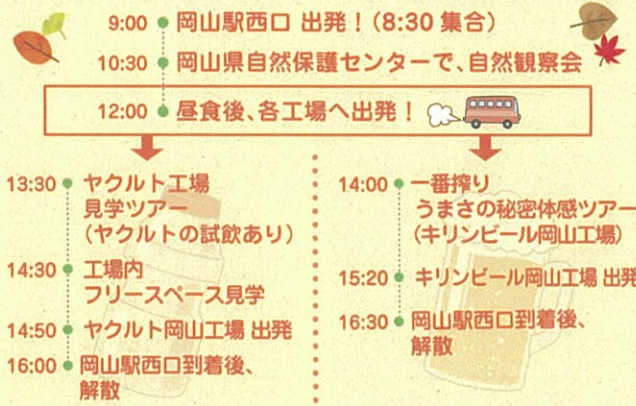 9:00 岡山駅西口 出発！(8:30 集合)
10:30 岡山県自然保護センターで、自然観察会
12:00 昼食後、各工場へ出発！
13:30 ヤクルト工場
見学ツアー
(ヤクルトの試飲あり)
14:30 工場内
フリースペース見学
14:50 ヤクルト岡山工場 出発
16:00 岡山駅西口到着後、
解散
14:00 一番搾り
うまさの秘密体感ツアー
(キリンビール岡山工場)
15:20 キリンビール岡山工場 出発
16:30 岡山駅西口到着後、
解散